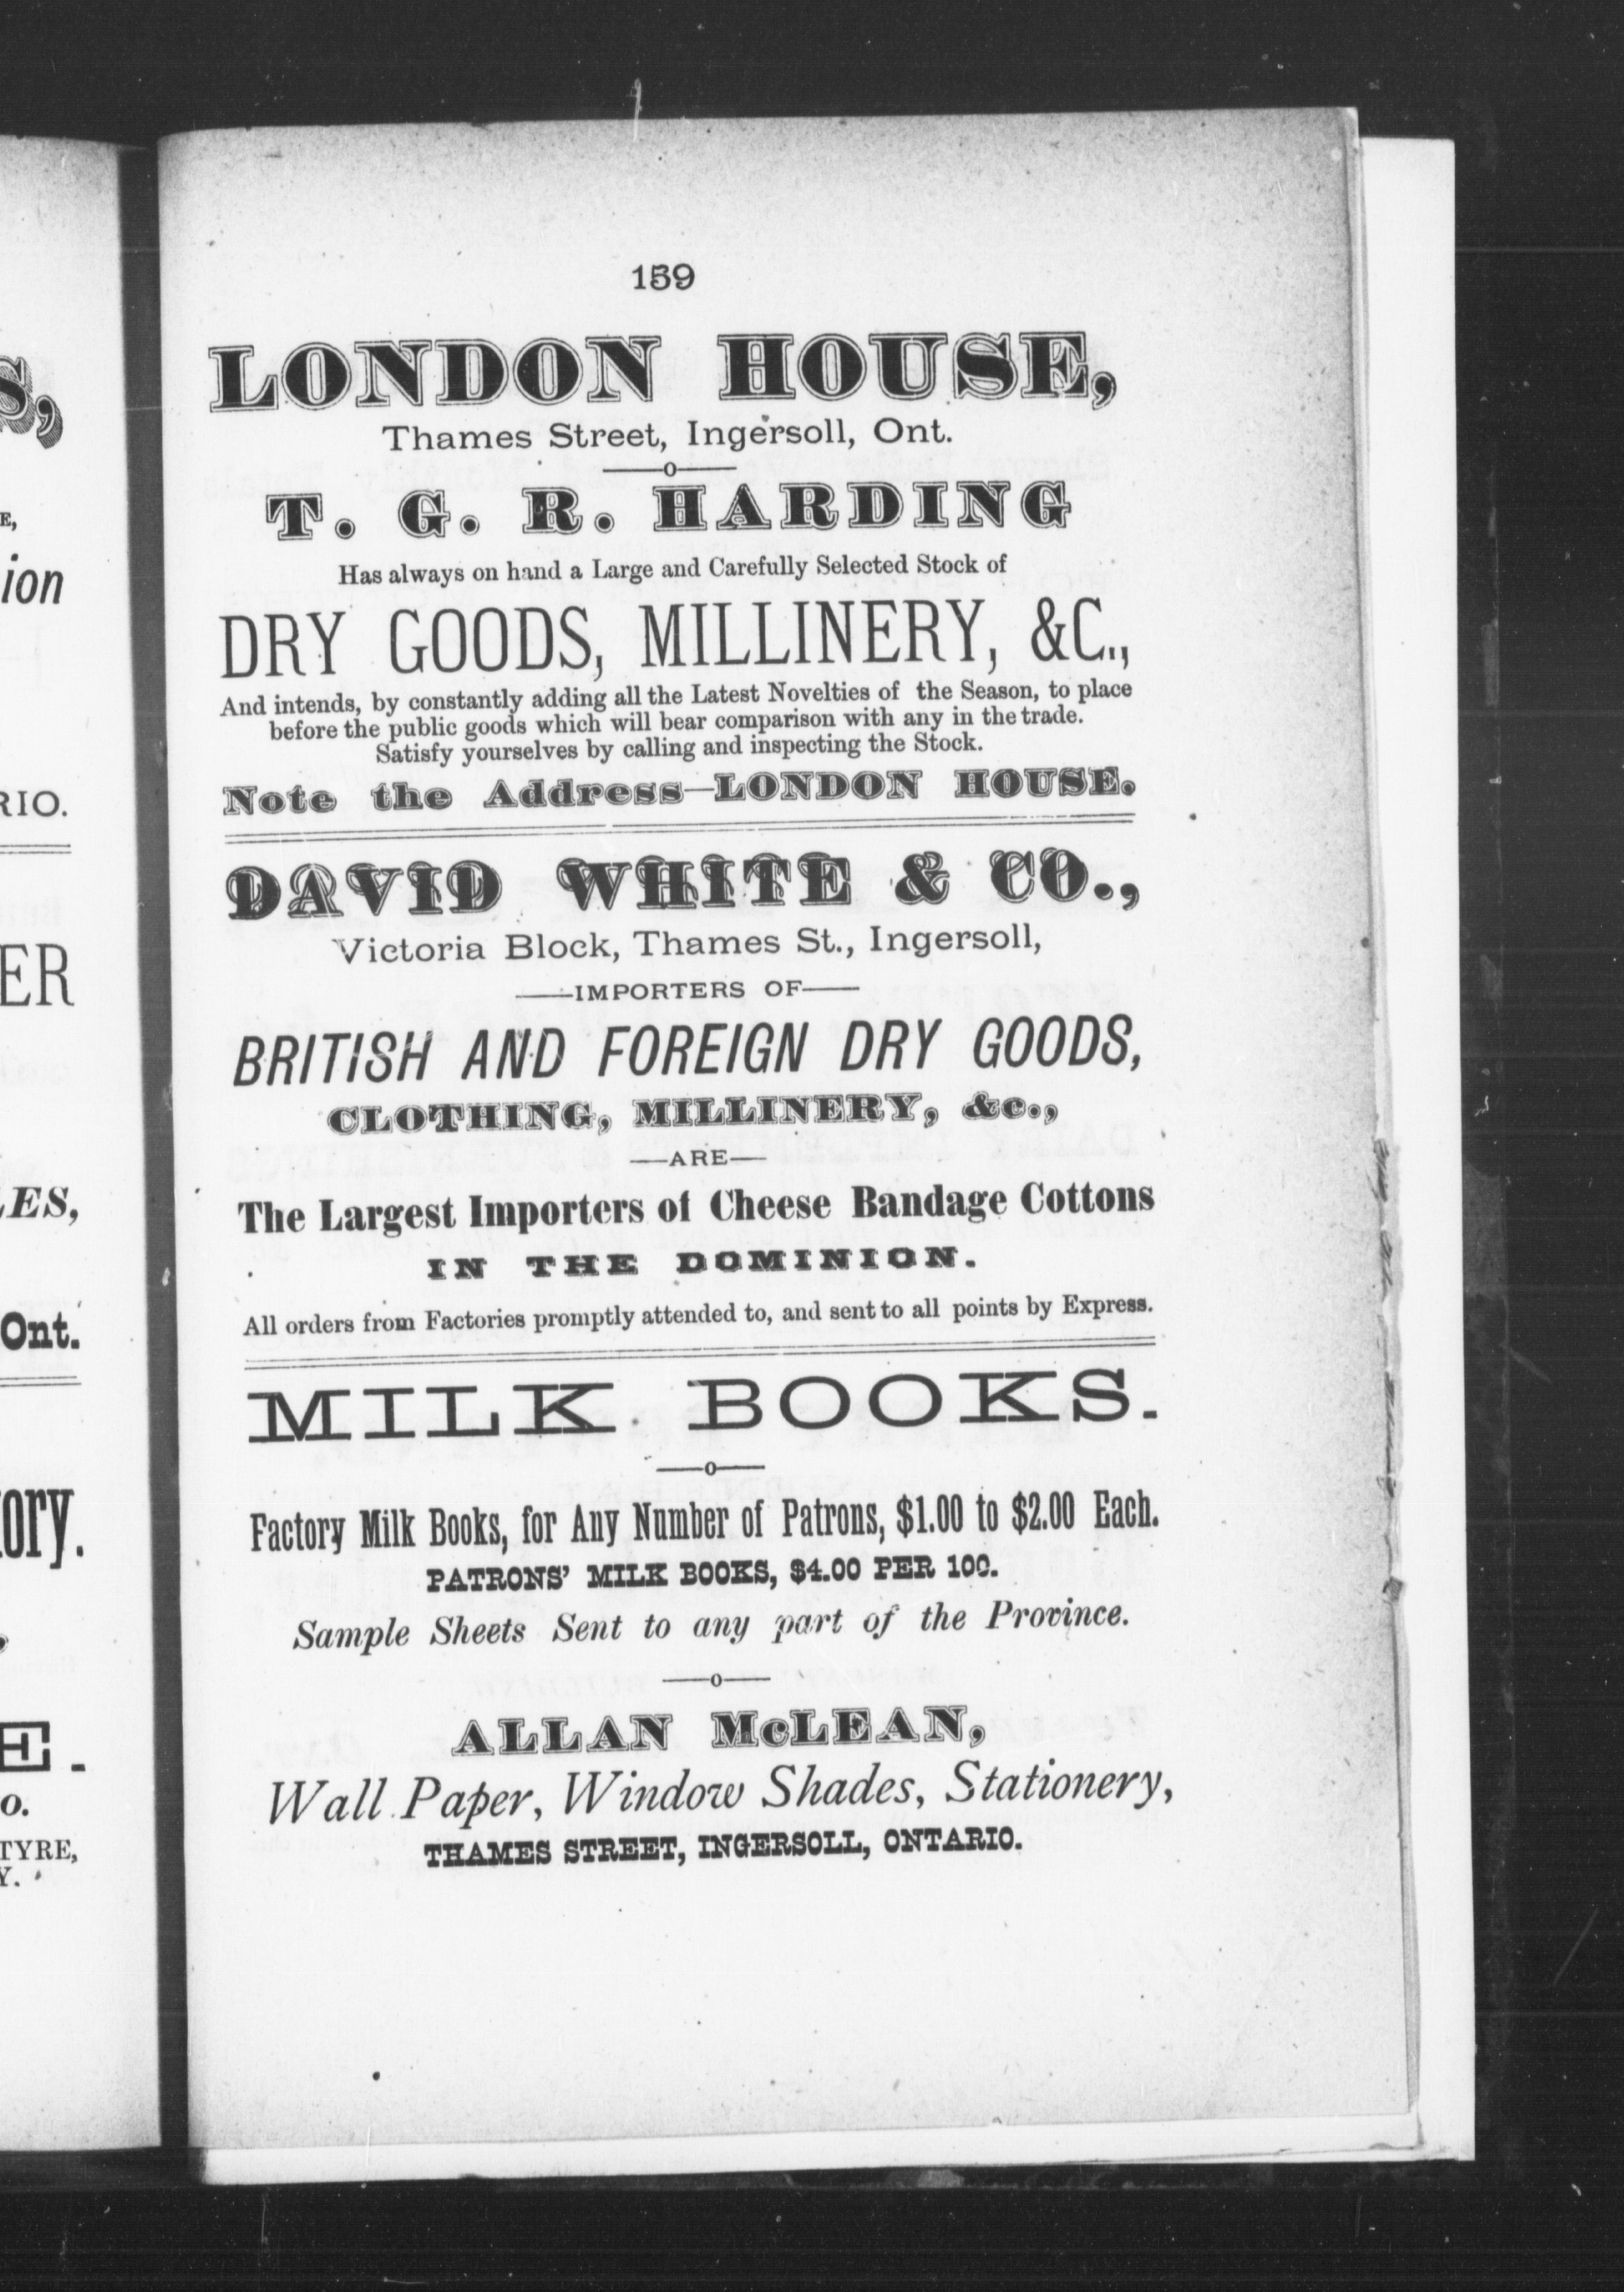 S,
E,
ion
RIO.
ER
LES,
Ont.
ory.
E.
o.
TYRE,
Y.
159
LONDON HOUSE,
Thames Street, Ingersoll, Ont.
——o——
T. G. R. HARDING
Has always on hand a Large and Carefully Selected Stock of
DRY GOODS, MILLINERY, &C.,
And intends, by constantly adding all the Latest Novelties of the Season, to place
before the public goods which will bear comparison with any in the trade.
Satisfy yourselves by calling and inspecting the Stock.
Note the Address—LONDON HOUSE.
DAVID WHITE & CO.,
Victoria Block, Thames St., Ingersoll,
——IMPORTERS OF——
BRITISH AND FOREIGN DRY GOODS,
CLOTHING, MILLINERY, &c.,
—ARE—
The Largest Importers of Cheese Bandage Cottons
IN THE DOMINION.
All orders from Factories promptly attended to, and sent to all points by Express.
MILK BOOKS.
——o——
Factory Milk Books, for Any Number of Patrons, $1.00 to $2.00 Each.
PATRONS' MILK BOOKS, $4.00 PER 100.
Sample Sheets Sent to any part of the Province.
——o——
ALLAN McLEAN,
Wall Paper, Window Shades, Stationery,
THAMES STREET, INGERSOLL, ONTARIO.